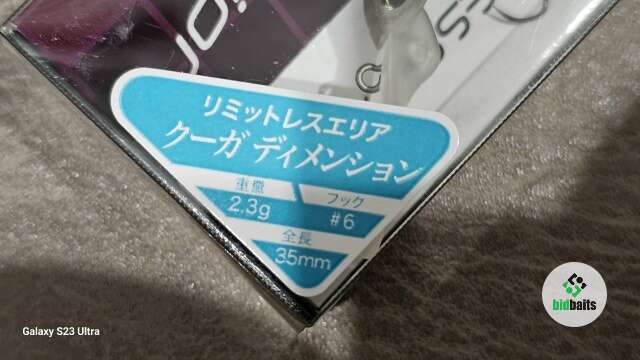 リミットレスエリア
クーガ ディメンション
重量
2.3g
フック
#6
全長
35mm
Galaxy S23 Ultra
bidbaits